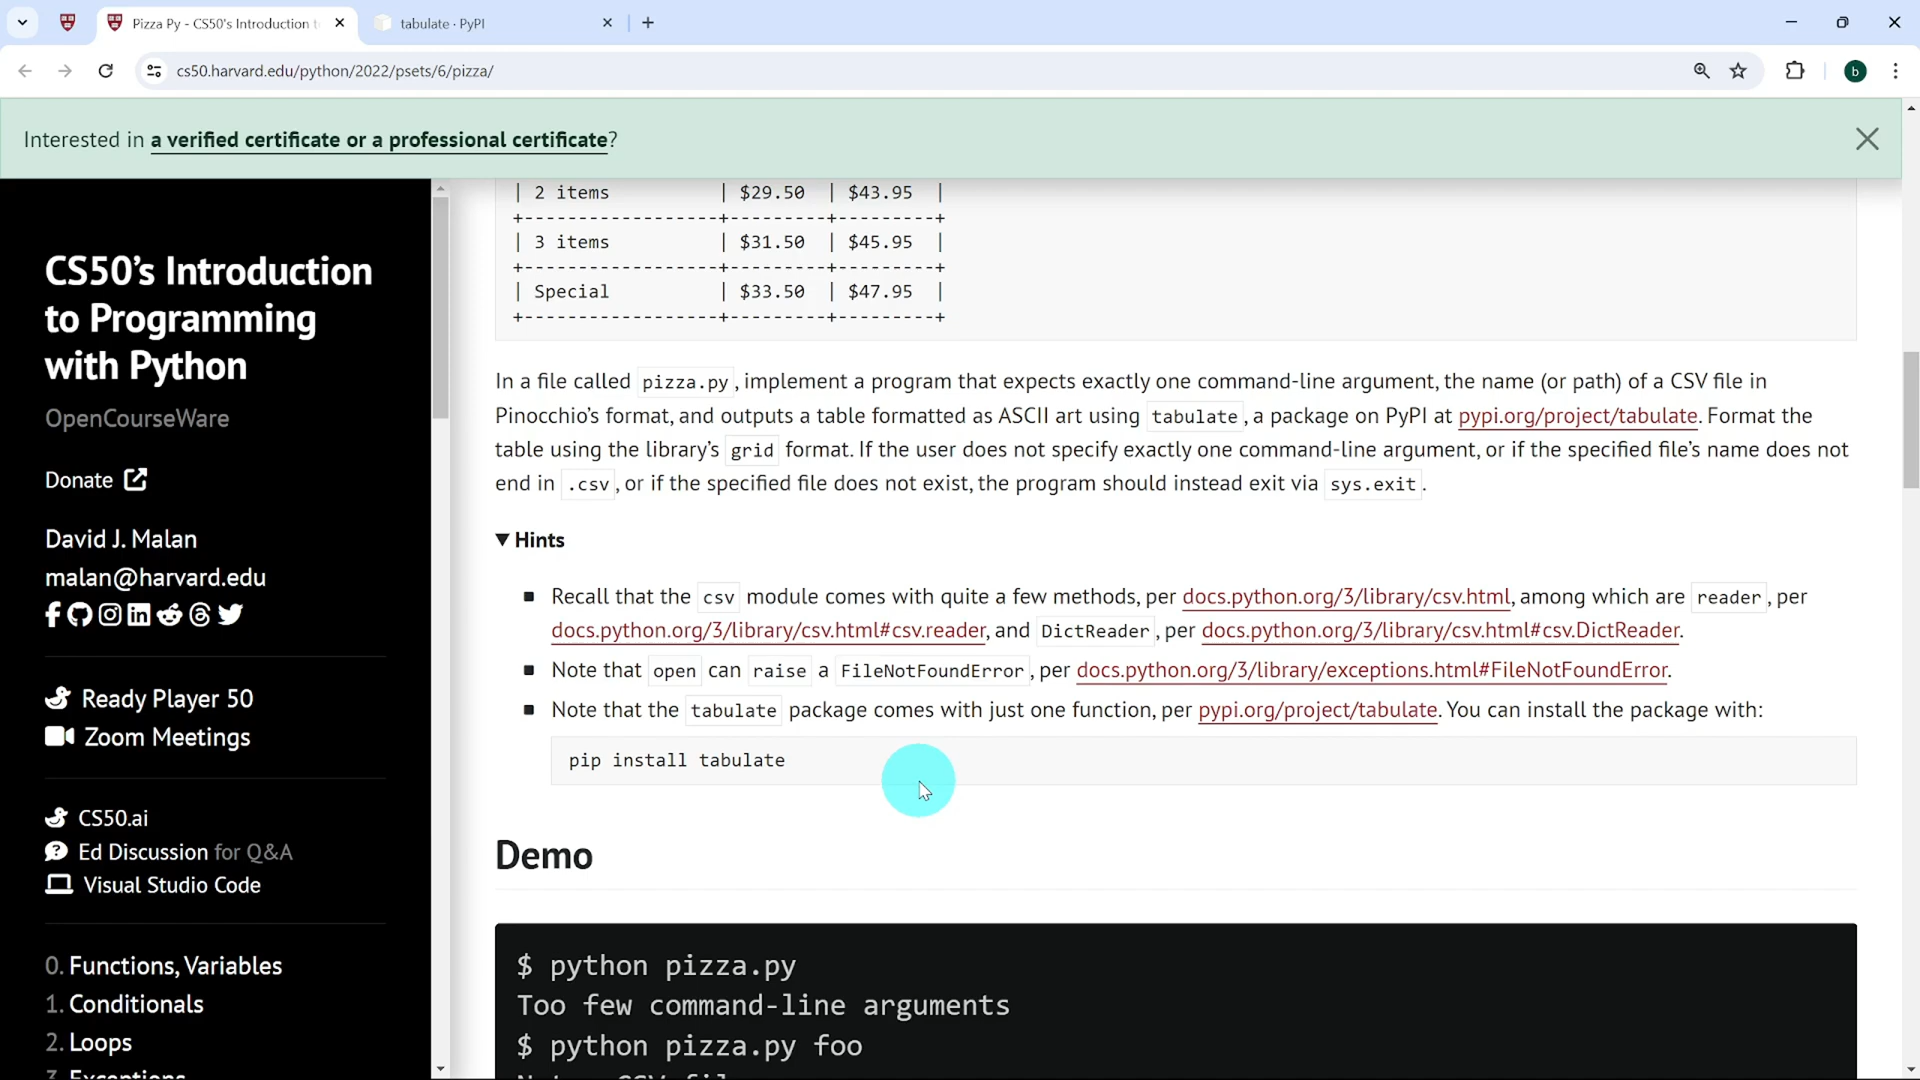 Pizza Py - CS50's Introduction t
tabulate · PyPI
cs50.harvard.edu/python/2022/psets/6/pizza/
b
Interested in a verified certificate or a professional certificate?
CS50's Introduction
to Programming
with Python
OpenCourseWare
Donate
David J. Malan
malan@harvard.edu
Ready Player 50
Zoom Meetings
CS50.ai
Ed Discussion for Q&A
Visual Studio Code
0. Functions, Variables
1. Conditionals
2. Loops
3. Exceptions
| 2 items | $29.50 | $43.95 |
+------------------+---------+---------+
| 3 items | $31.50 | $45.95 |
+------------------+---------+---------+
| Special | $33.50 | $47.95 |
+------------------+---------+---------+
In a file called pizza.py, implement a program that expects exactly one command-line argument, the name (or path) of a CSV file in
Pinocchio's format, and outputs a table formatted as ASCII art using tabulate, a package on PyPI at pypi.org/project/tabulate. Format the
table using the library's grid format. If the user does not specify exactly one command-line argument, or if the specified file's name does not
end in .csv, or if the specified file does not exist, the program should instead exit via sys.exit.
▼ Hints
Recall that the csv module comes with quite a few methods, per docs.python.org/3/library/csv.html, among which are reader, per
docs.python.org/3/library/csv.html#csv.reader, and DictReader, per docs.python.org/3/library/csv.html#csv.DictReader.
Note that open can raise a FileNotFoundError, per docs.python.org/3/library/exceptions.html#FileNotFoundError.
Note that the tabulate package comes with just one function, per pypi.org/project/tabulate. You can install the package with:
pip install tabulate
Demo
$ python pizza.py
Too few command-line arguments
$ python pizza.py foo